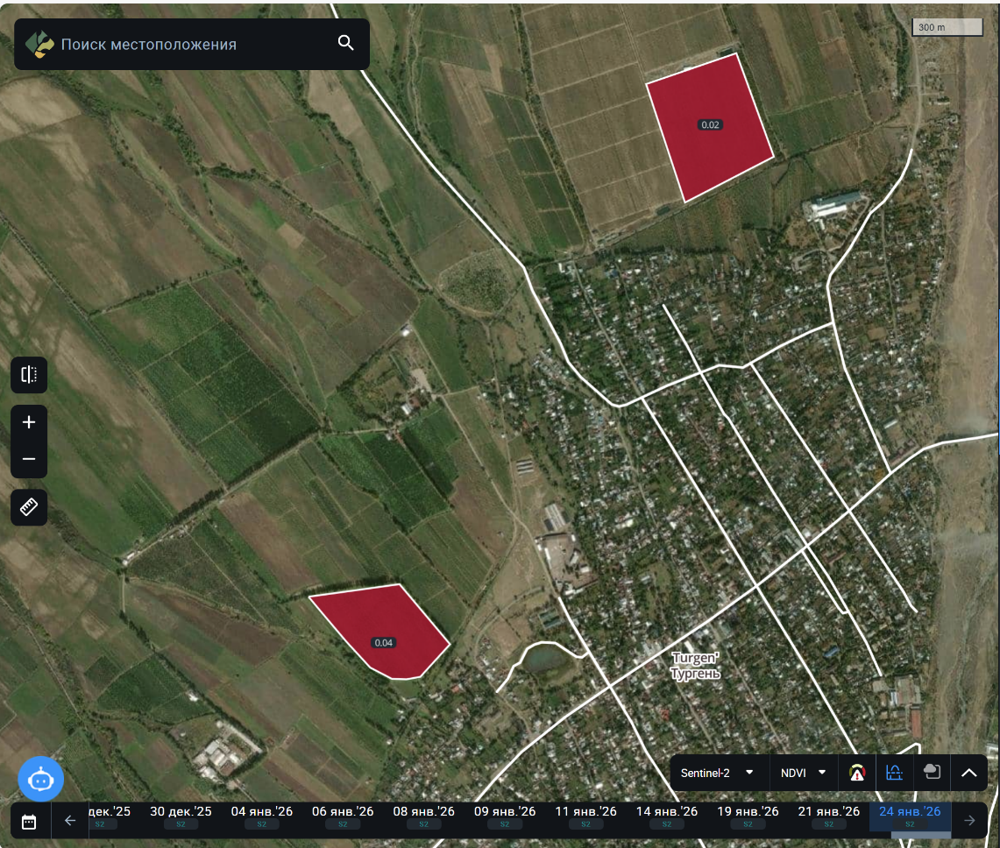 Поиск местоположения
300 m
0.02
0.04
Turgen'
Тургень
Sentinel-2
NDVI
дек.'25
30 дек.'25
04 янв.'26
06 янв.'26
08 янв.'26
09 янв.'26
11 янв.'26
14 янв.'26
19 янв.'26
21 янв.'26
24 янв.'26
S2
S2
S2
S2
S2
S2
S2
S2
S2
S2
S2